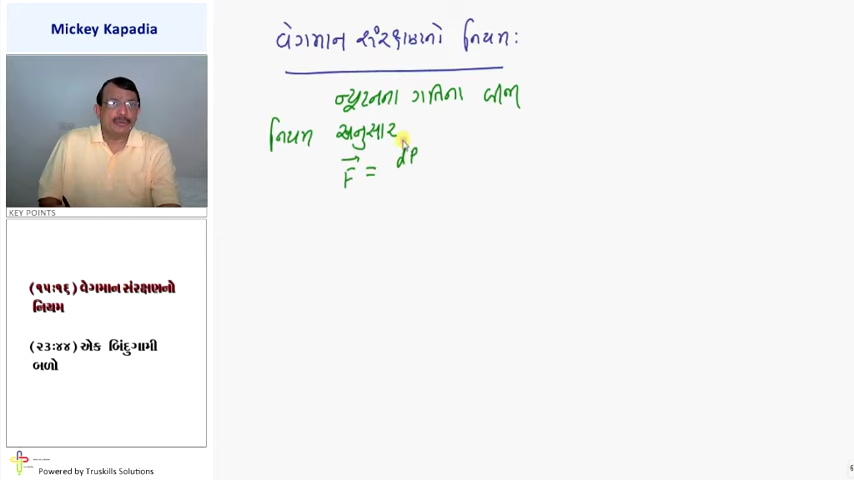 Mickey Kapadia
KEY POINTS
(૧૫:૧૬) વેગમાન સંરક્ષણનો
નિયમ
(૨૩:૪૪) એક બિંદુગામી
બળો
Powered by Truskills Solutions
વેગમાન સંરક્ષણનો નિયમ :
ન્યૂટનના ગતિના બીજા
નિયમ અનુસાર
F⃗ = dP
6